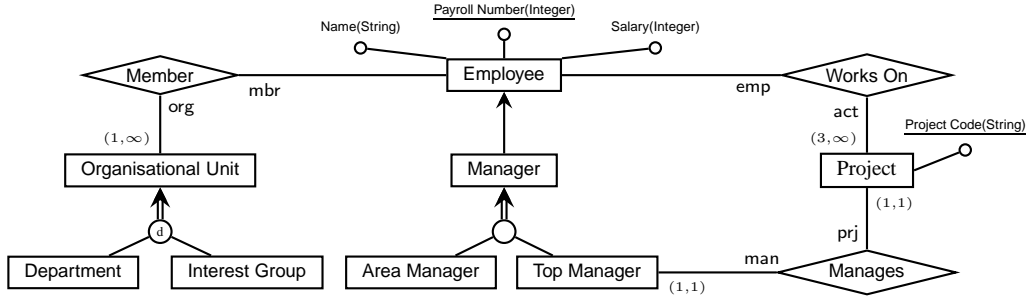 Payroll Number(Integer)
Name(String)
Salary(Integer)
Member
Employee
Works On
mbr
emp
org
act
Project Code(String)
(1,∞)
(3,∞)
Organisational Unit
Manager
Project
(1,1)
d
prj
Department
Interest Group
Area Manager
Top Manager
man
Manages
(1,1)